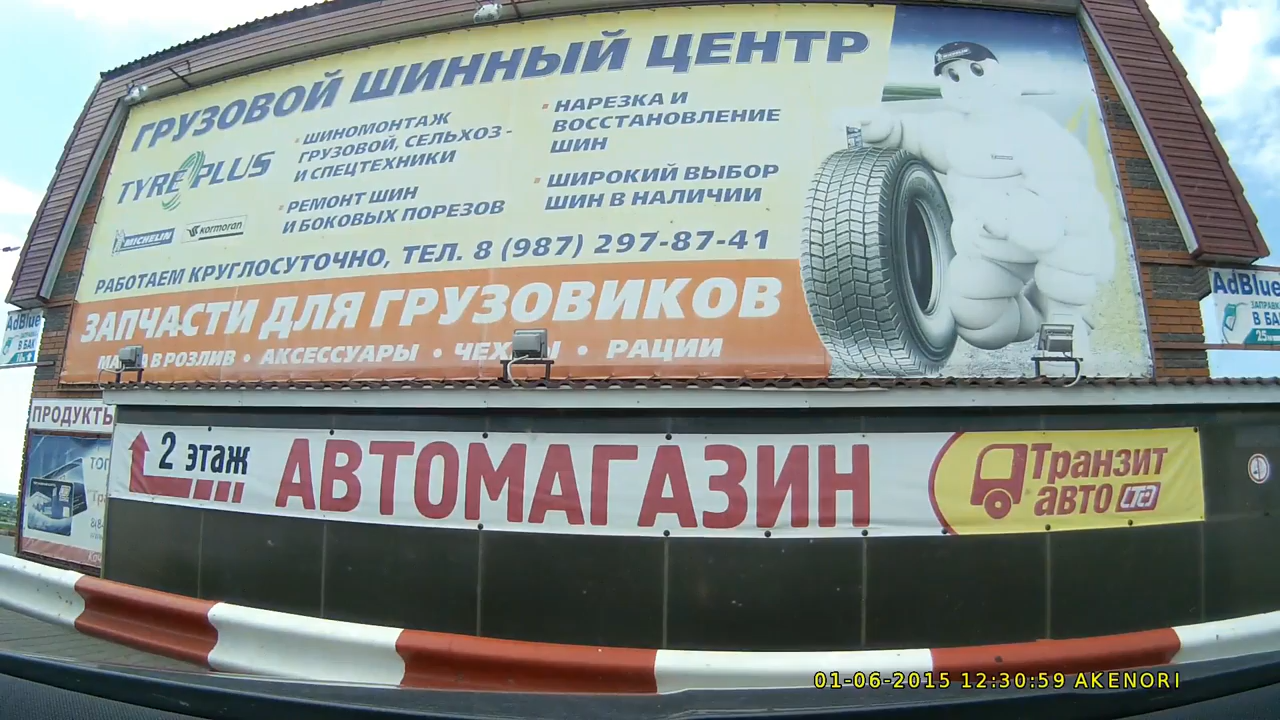 ГРУЗОВОЙ ШИННЫЙ ЦЕНТР
TYREPLUS
MICHELIN
kormoran
ШИНОМОНТАЖ
ГРУЗОВОЙ, СЕЛЬХОЗ-
И СПЕЦТЕХНИКИ
РЕМОНТ ШИН
И БОКОВЫХ ПОРЕЗОВ
НАРЕЗКА И
ВОССТАНОВЛЕНИЕ
ШИН
ШИРОКИЙ ВЫБОР
ШИН В НАЛИЧИИ
РАБОТАЕМ КРУГЛОСУТОЧНО, ТЕЛ. 8 (987) 297-87-41
ЗАПЧАСТИ ДЛЯ ГРУЗОВИКОВ
В РОЗЛИВ • АКСЕССУАРЫ • • РАЦИИ
AdBlue
В БАК
AdBlue
ПРОДУКТЫ
2 этаж
АВТОМАГАЗИН
Транзит
авто
01-06-2015 12:30:59 AKENORI